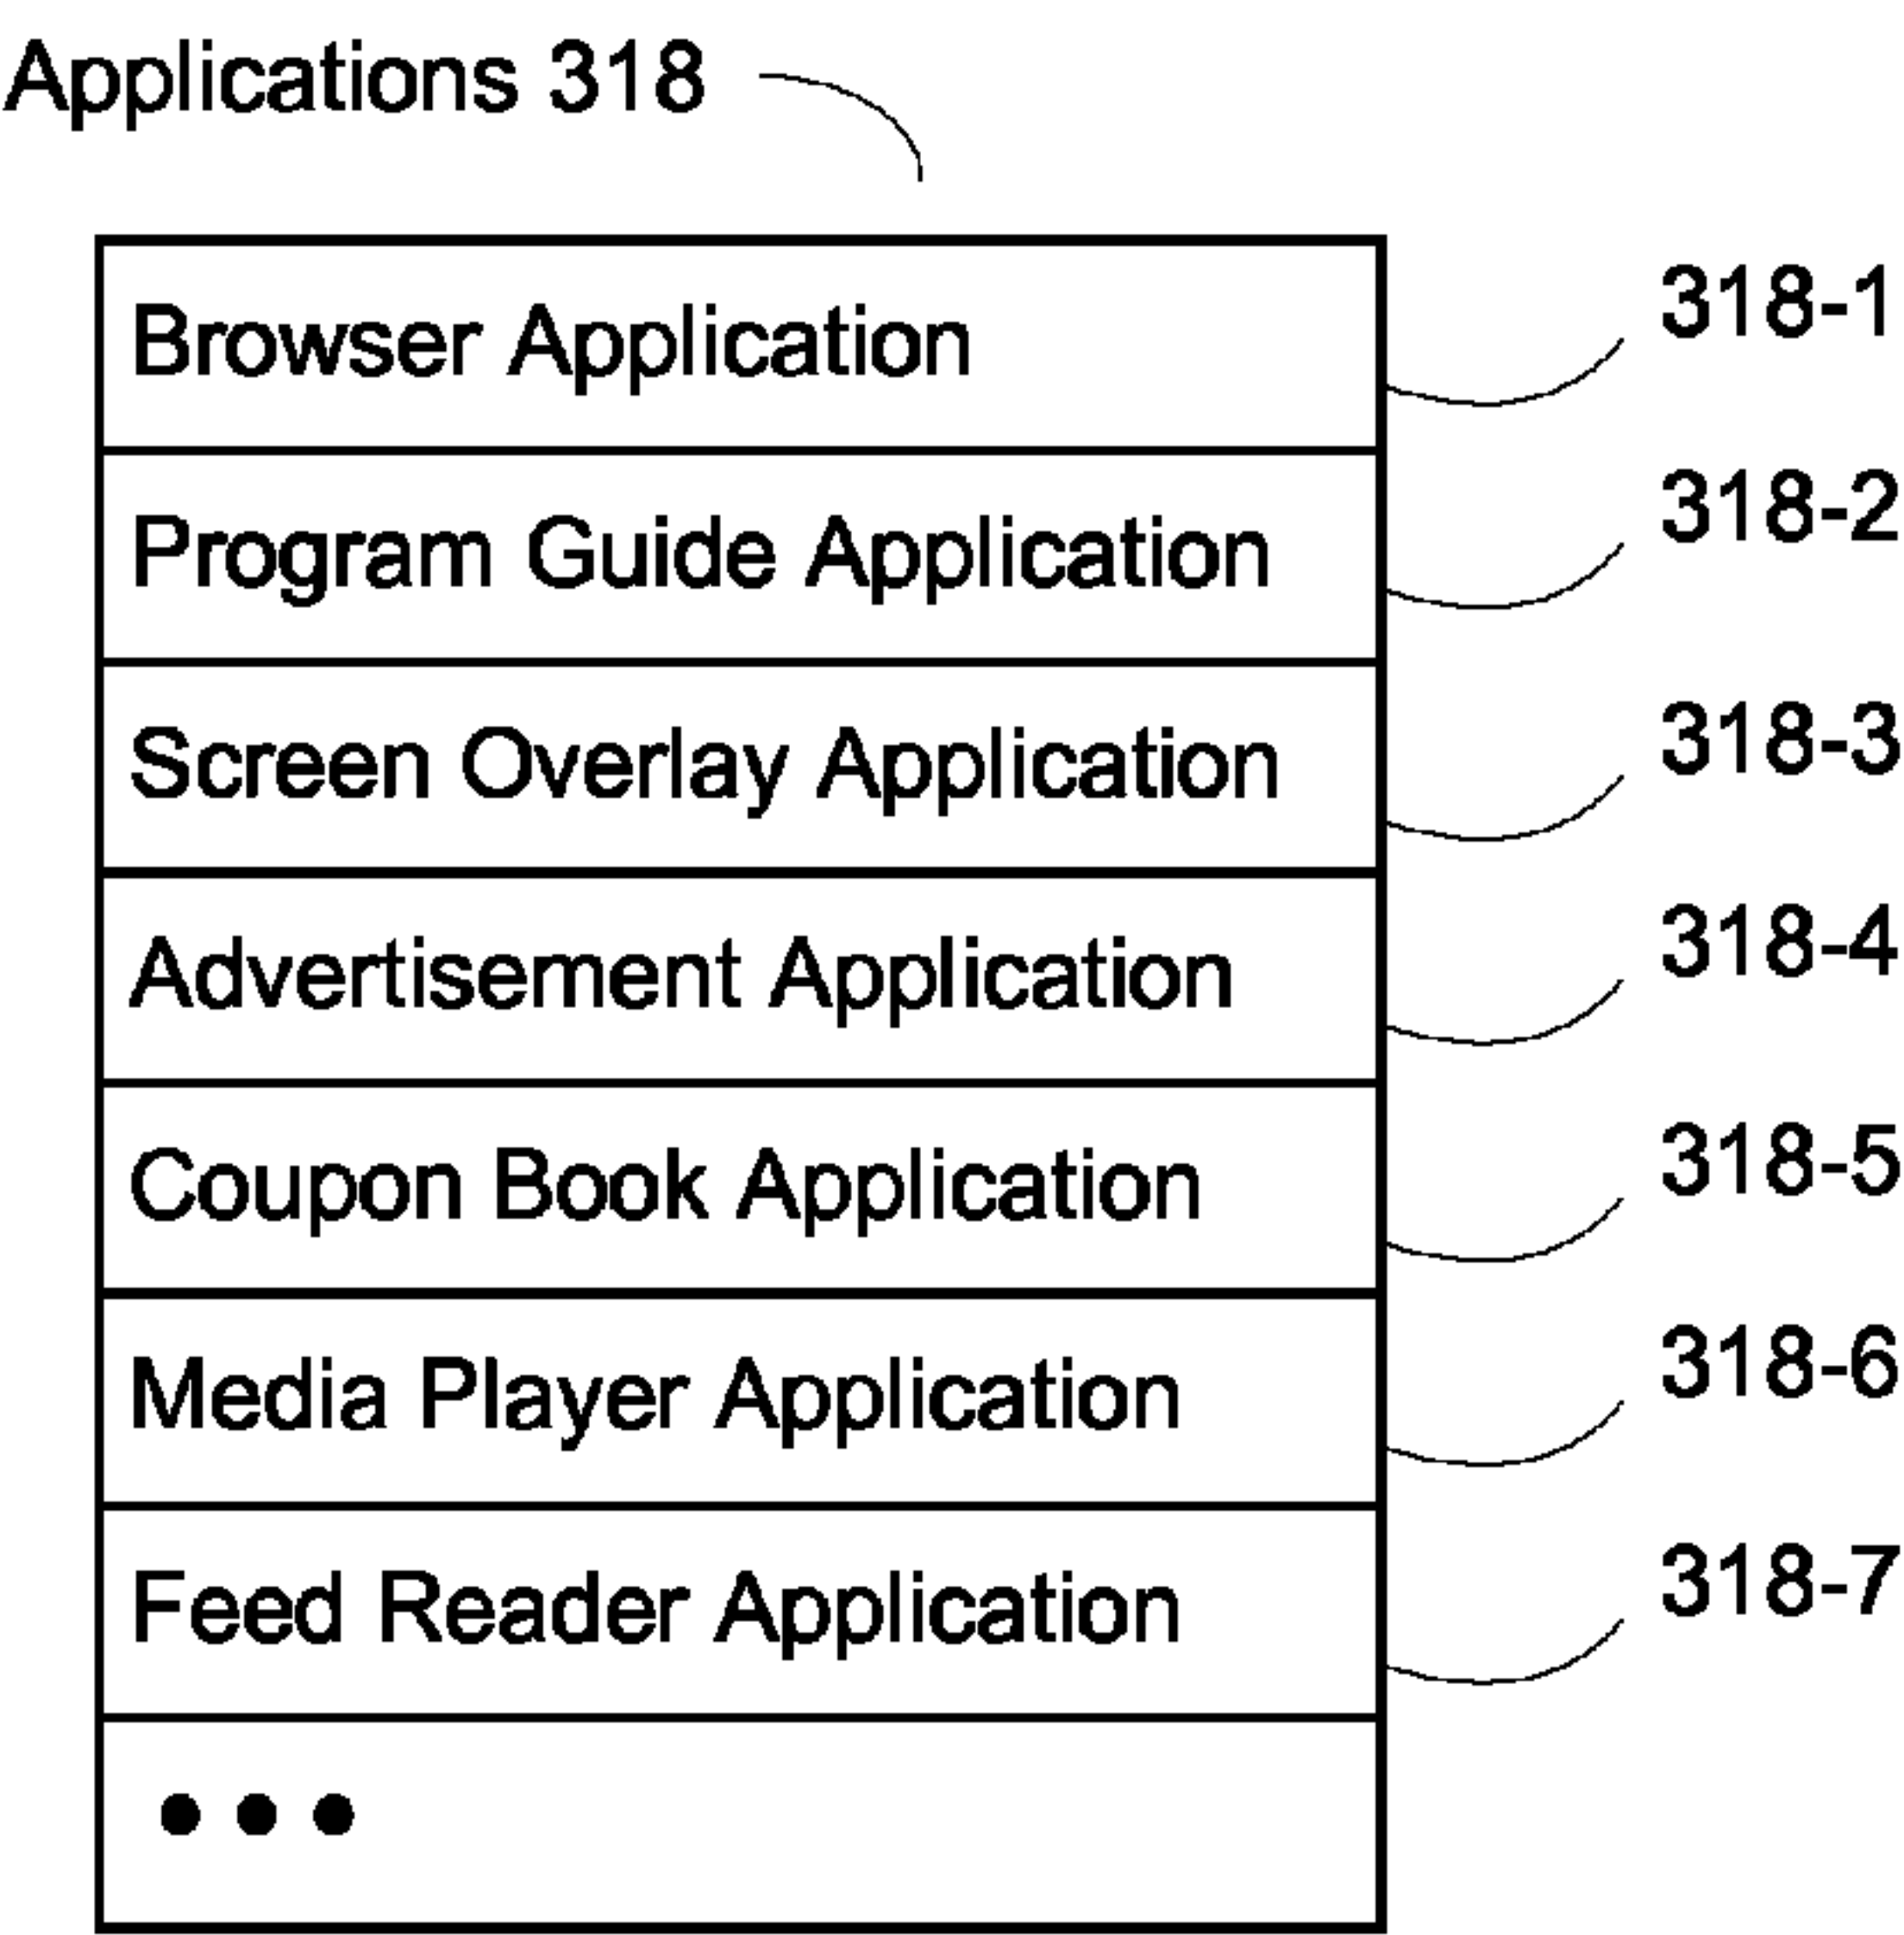 Applications 318
Browser Application 318-1
Program Guide Application 318-2
Screen Overlay Application 318-3
Advertisement Application 318-4
Coupon Book Application 318-5
Media Player Application 318-6
Feed Reader Application 318-7
•••